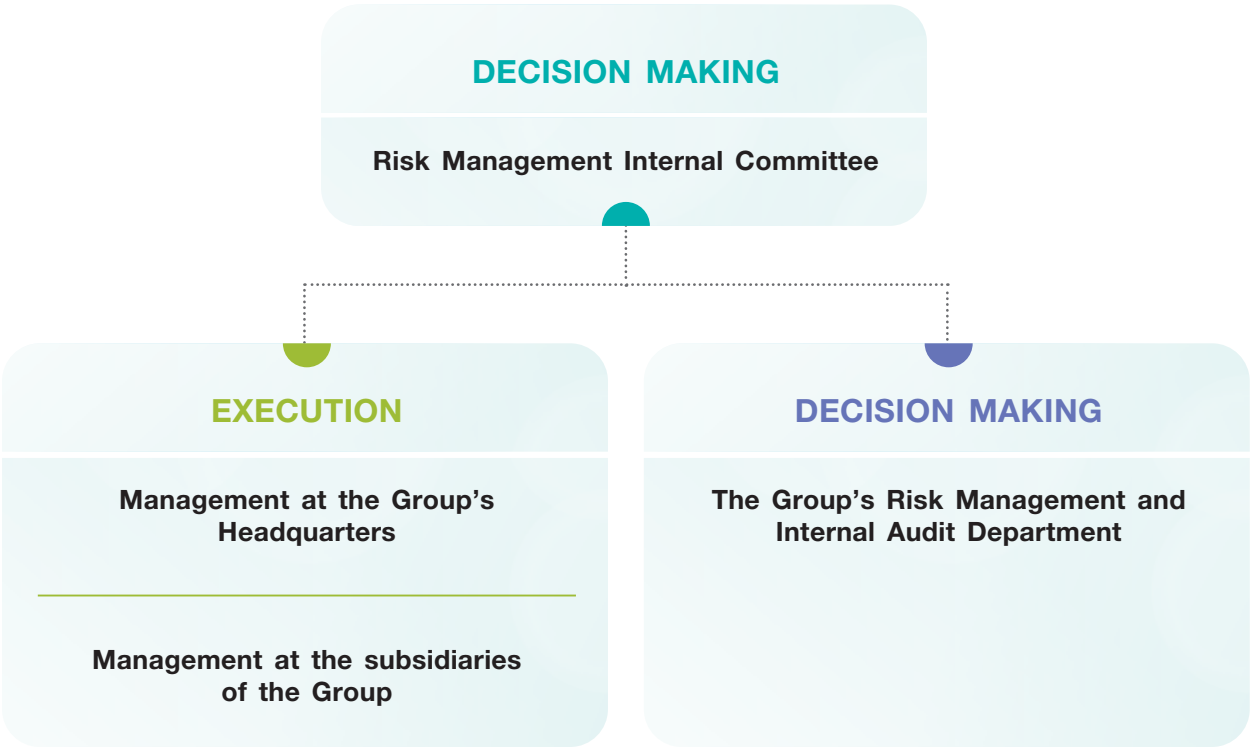 DECISION MAKING
Risk Management Internal Committee
EXECUTION
Management at the Group’s
Headquarters
Management at the subsidiaries
of the Group
DECISION MAKING
The Group’s Risk Management and
Internal Audit Department